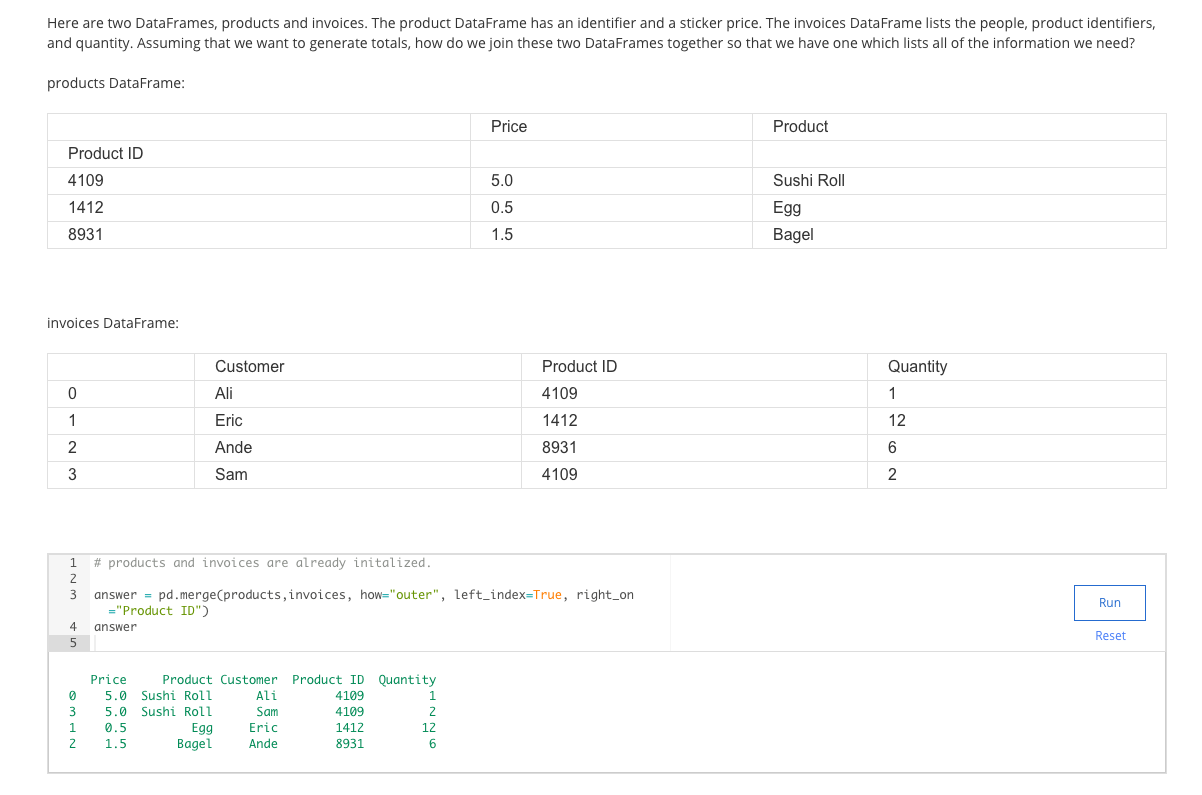 Here are two DataFrames, products and invoices. The product DataFrame has an identifier and a sticker price. The invoices DataFrame lists the people, product identifiers,
and quantity. Assuming that we want to generate totals, how do we join these two DataFrames together so that we have one which lists all of the information we need?
products DataFrame:
Price Product
Product ID
4109 5.0 Sushi Roll
1412 0.5 Egg
8931 1.5 Bagel
invoices DataFrame:
Customer Product ID Quantity
0 Ali 4109 1
1 Eric 1412 12
2 Ande 8931 6
3 Sam 4109 2
1 # products and invoices are already initalized.
2
3 answer = pd.merge(products,invoices, how="outer", left_index=True, right_on
="Product ID")
4 answer
5
Run
Reset
Price Product Customer Product ID Quantity
0 5.0 Sushi Roll Ali 4109 1
3 5.0 Sushi Roll Sam 4109 2
1 0.5 Egg Eric 1412 12
2 1.5 Bagel Ande 8931 6